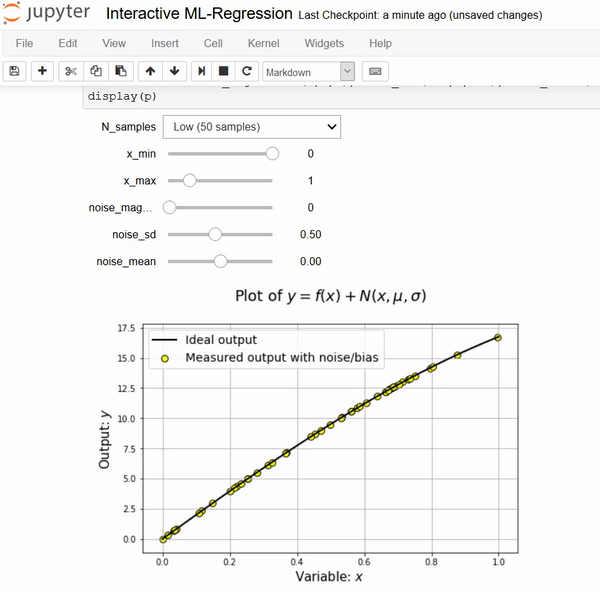 jupyter Interactive ML-Regression Last Checkpoint: a minute ago (unsaved changes)
File Edit View Insert Cell Kernel Widgets Help
Markdown
display(p)
N_samples Low (50 samples)
x_min 0
x_max 1
noise_mag... 0
noise_sd 0.50
noise_mean 0.00
Plot of y = f(x) + N(x, μ, σ)
Ideal output
Measured output with noise/bias
17.5
15.0
12.5
10.0
7.5
5.0
2.5
0.0
Output: y
0.0 0.2 0.4 0.6 0.8 1.0
Variable: x